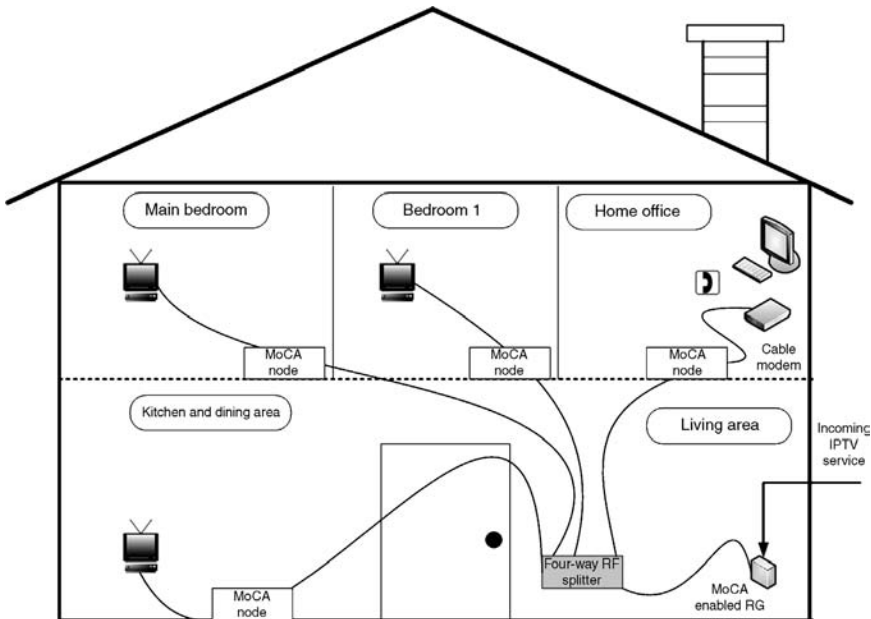 Main bedroom
Bedroom 1
Home office
MoCA
node
MoCA
node
MoCA
node
Cable
modem
Kitchen and dining area
Living area
Incoming
IPTV
service
Four-way RF
splitter
MoCA
node
MoCA
enabled RG